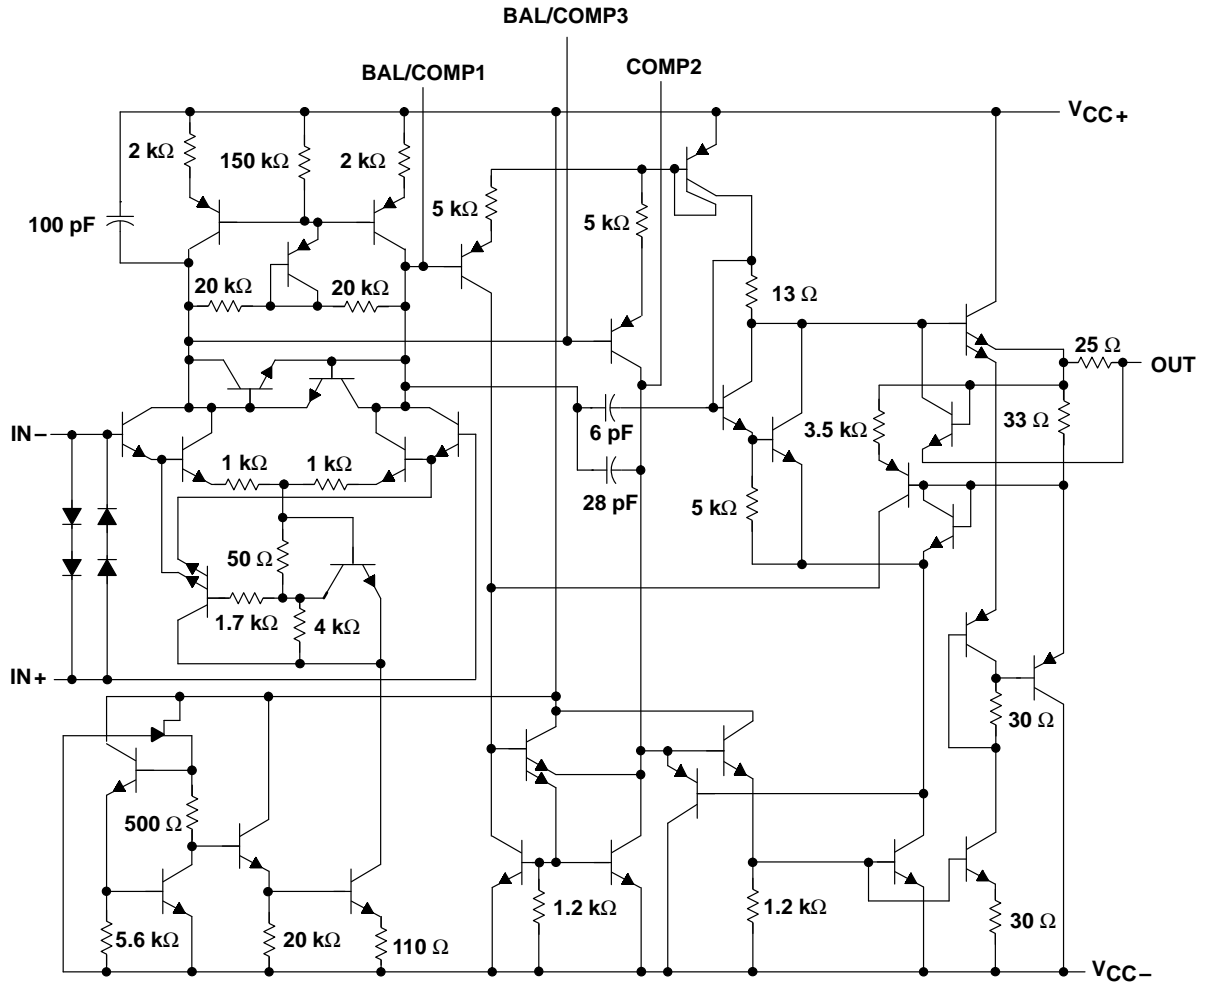 BAL/COMP3
BAL/COMP1
COMP2
VCC+
2 kΩ
150 kΩ
2 kΩ
100 pF
5 kΩ
5 kΩ
20 kΩ
20 kΩ
13 Ω
25 Ω
OUT
IN−
6 pF
3.5 kΩ
33 Ω
1 kΩ
1 kΩ
28 pF
5 kΩ
50 Ω
1.7 kΩ
4 kΩ
IN+
30 Ω
500 Ω
5.6 kΩ
20 kΩ
110 Ω
1.2 kΩ
1.2 kΩ
30 Ω
VCC−